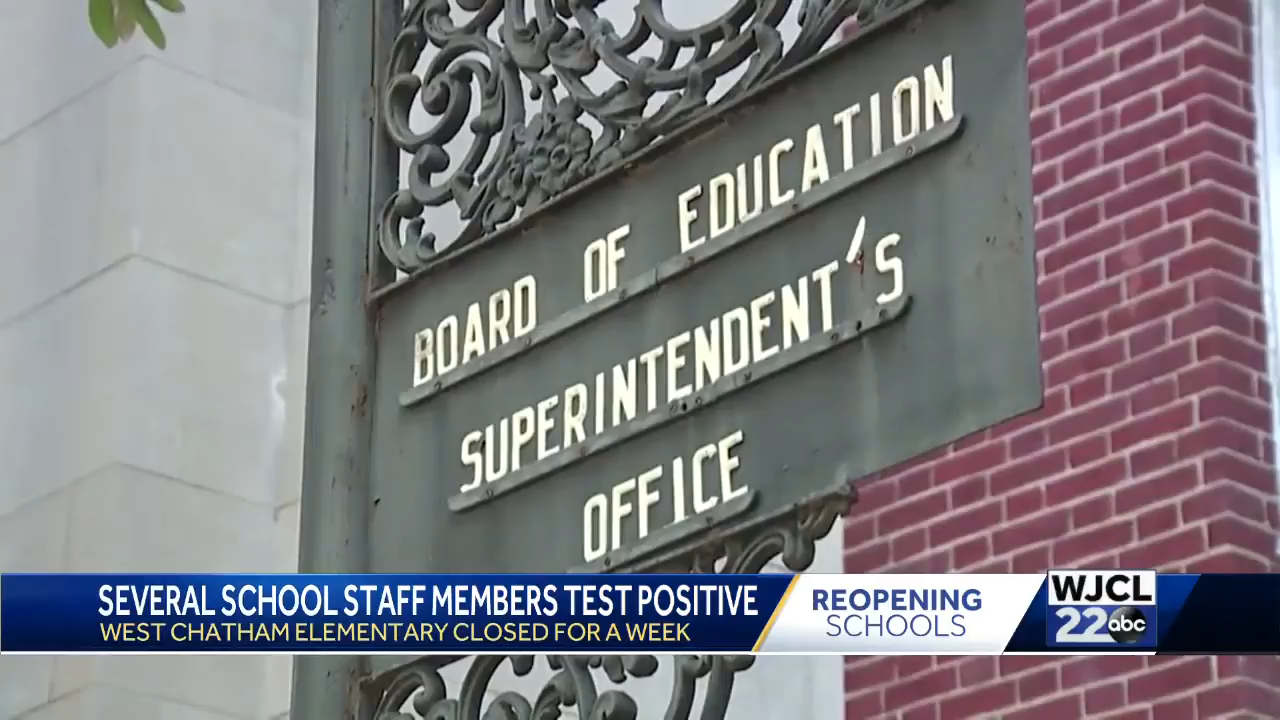 BOARD OF EDUCATION
SUPERINTENDENT'S
OFFICE
SEVERAL SCHOOL STAFF MEMBERS TEST POSITIVE
WEST CHATHAM ELEMENTARY CLOSED FOR A WEEK
REOPENING
SCHOOLS
WJCL
22 abc